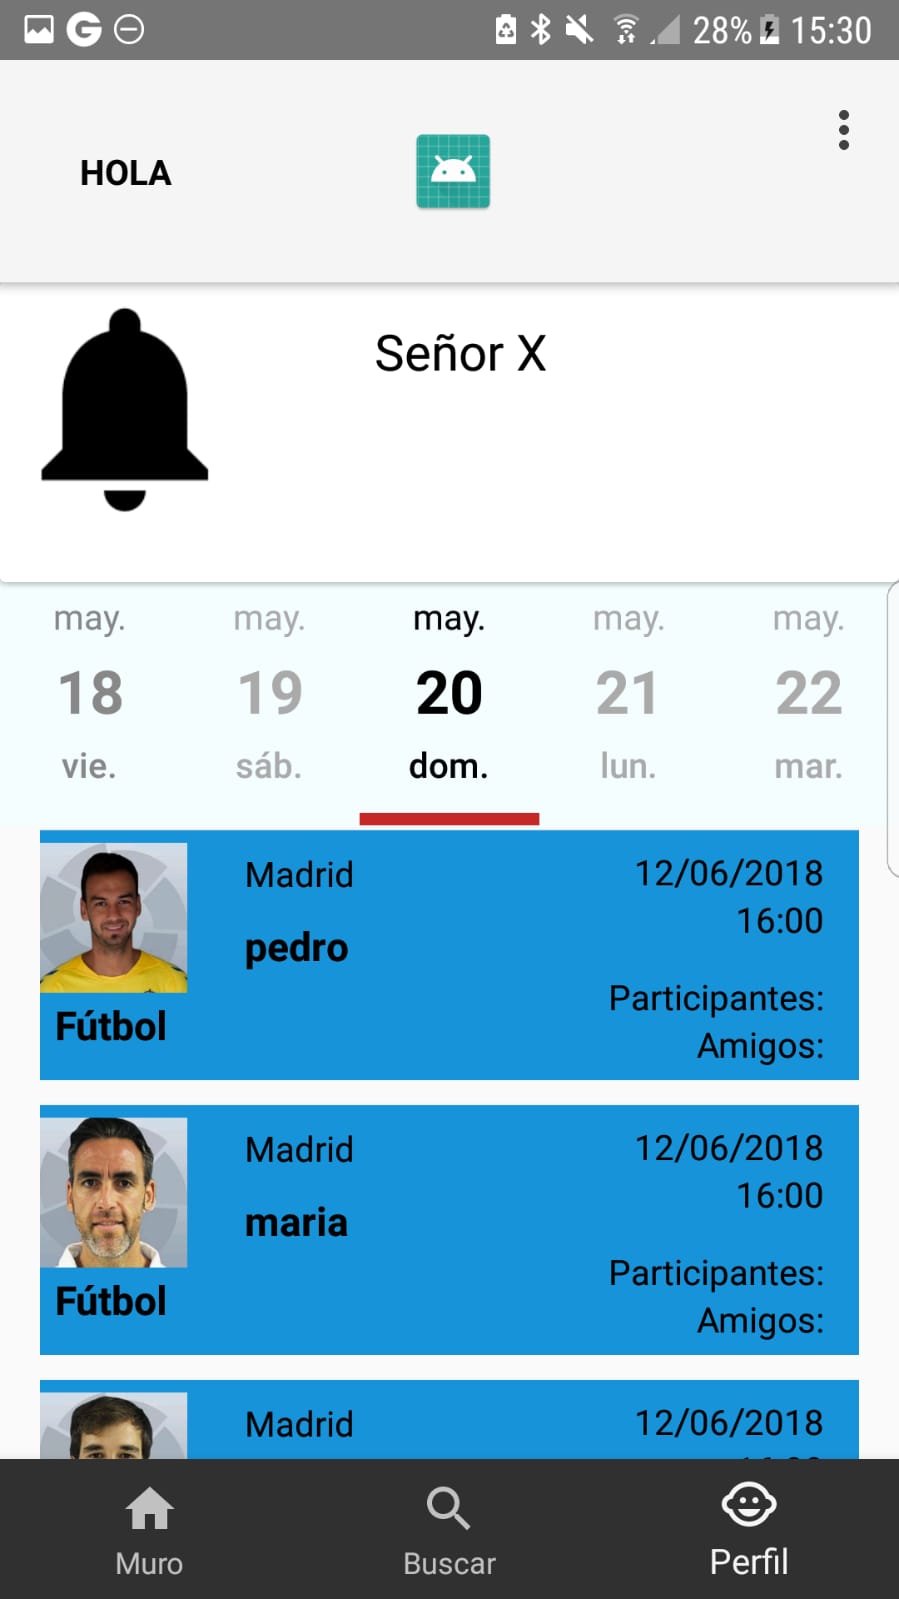 28% 15:30
HOLA
Señor X
may. may. may. may. may.
18 19 20 21 22
vie. sáb. dom. lun. mar.
Madrid 12/06/2018
16:00
pedro
Participantes:
Fútbol
Amigos:
Madrid 12/06/2018
16:00
maria
Participantes:
Fútbol
Amigos:
Madrid 12/06/2018
Muro Buscar Perfil